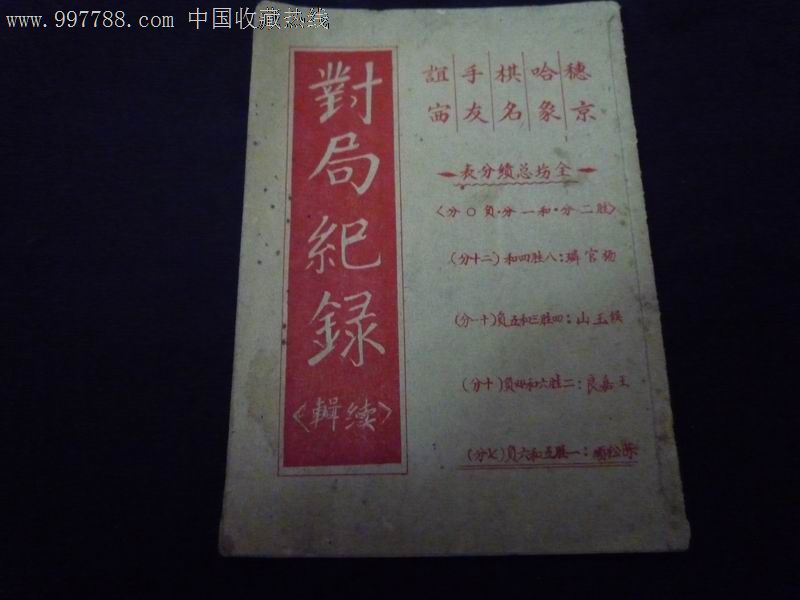 www.997788.com 中国收藏热线
對局紀錄
〈续輯〉
穗京哈象棋名手友誼
全场总绩分表
〈胜二分·和一分·负〇分〉
杨官璘：八胜四和(二十分)
侯玉山：四胜三和五负(十一分)
王嘉良：二胜六和四负(十分)
陈松顺：一胜五和六负(七分)